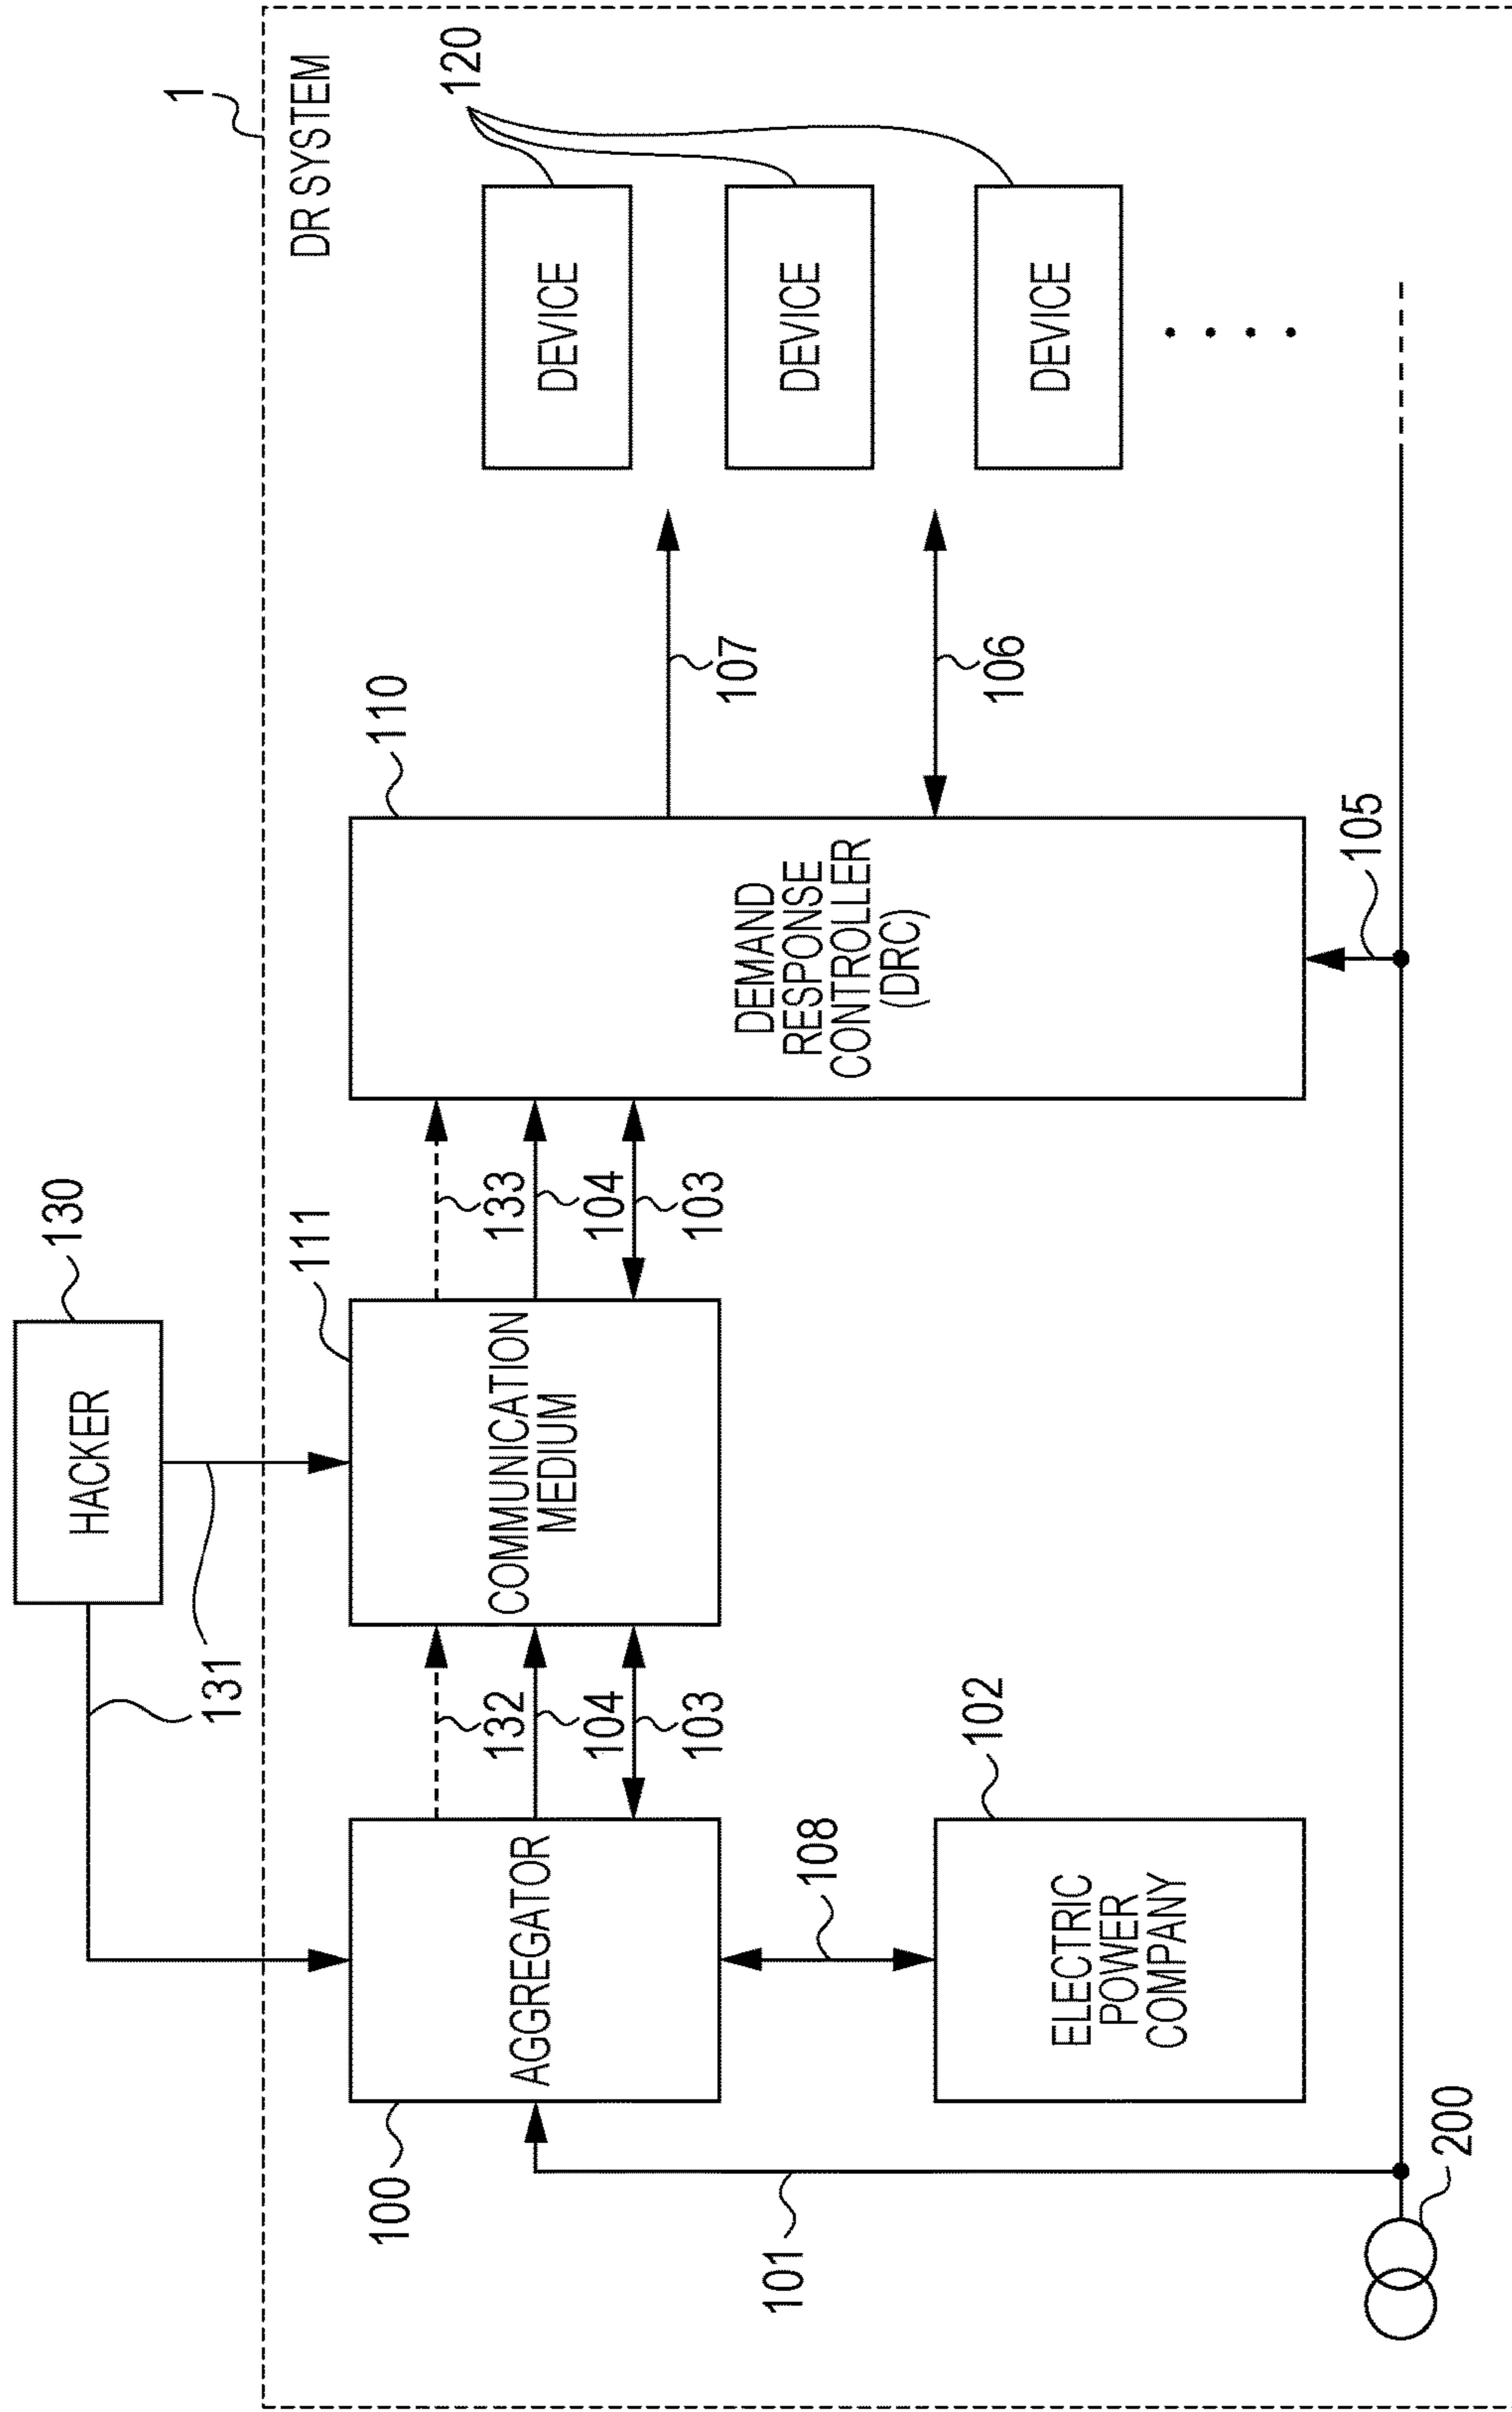 1
DR SYSTEM
130
HACKER
131
111
110
120
100
AGGREGATOR
132
104
103
COMMUNICATION
MEDIUM
133
104
103
DEMAND
RESPONSE
CONTROLLER
(DRC)
107
106
DEVICE
DEVICE
DEVICE
108
102
ELECTRIC
POWER
COMPANY
101
105
200